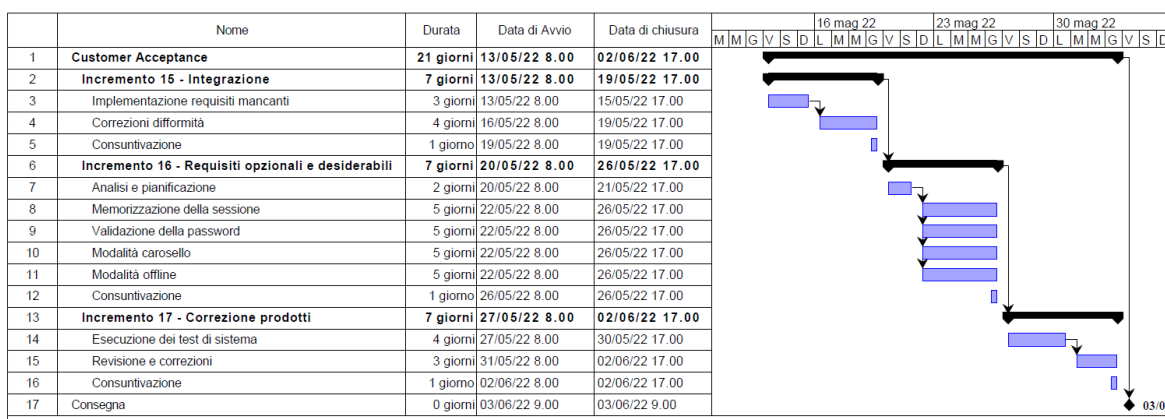 Nome Durata Data di Avvio Data di chiusura 16 mag 22 23 mag 22 30 mag 22
M M G V S D L M M G V S D L M M G V S D L M M G V S D
1 Customer Acceptance 21 giorni 13/05/22 8.00 02/06/22 17.00
2 Incremento 15 - Integrazione 7 giorni 13/05/22 8.00 19/05/22 17.00
3 Implementazione requisiti mancanti 3 giorni 13/05/22 8.00 15/05/22 17.00
4 Correzioni difformità 4 giorni 16/05/22 8.00 19/05/22 17.00
5 Consuntivazione 1 giorno 19/05/22 8.00 19/05/22 17.00
6 Incremento 16 - Requisiti opzionali e desiderabili 7 giorni 20/05/22 8.00 26/05/22 17.00
7 Analisi e pianificazione 2 giorni 20/05/22 8.00 21/05/22 17.00
8 Memorizzazione della sessione 5 giorni 22/05/22 8.00 26/05/22 17.00
9 Validazione della password 5 giorni 22/05/22 8.00 26/05/22 17.00
10 Modalità carosello 5 giorni 22/05/22 8.00 26/05/22 17.00
11 Modalità offline 5 giorni 22/05/22 8.00 26/05/22 17.00
12 Consuntivazione 1 giorno 26/05/22 8.00 26/05/22 17.00
13 Incremento 17 - Correzione prodotti 7 giorni 27/05/22 8.00 02/06/22 17.00
14 Esecuzione dei test di sistema 4 giorni 27/05/22 8.00 30/05/22 17.00
15 Revisione e correzioni 3 giorni 31/05/22 8.00 02/06/22 17.00
16 Consuntivazione 1 giorno 02/06/22 8.00 02/06/22 17.00
17 Consegna 0 giorni 03/06/22 9.00 03/06/22 9.00 03/0